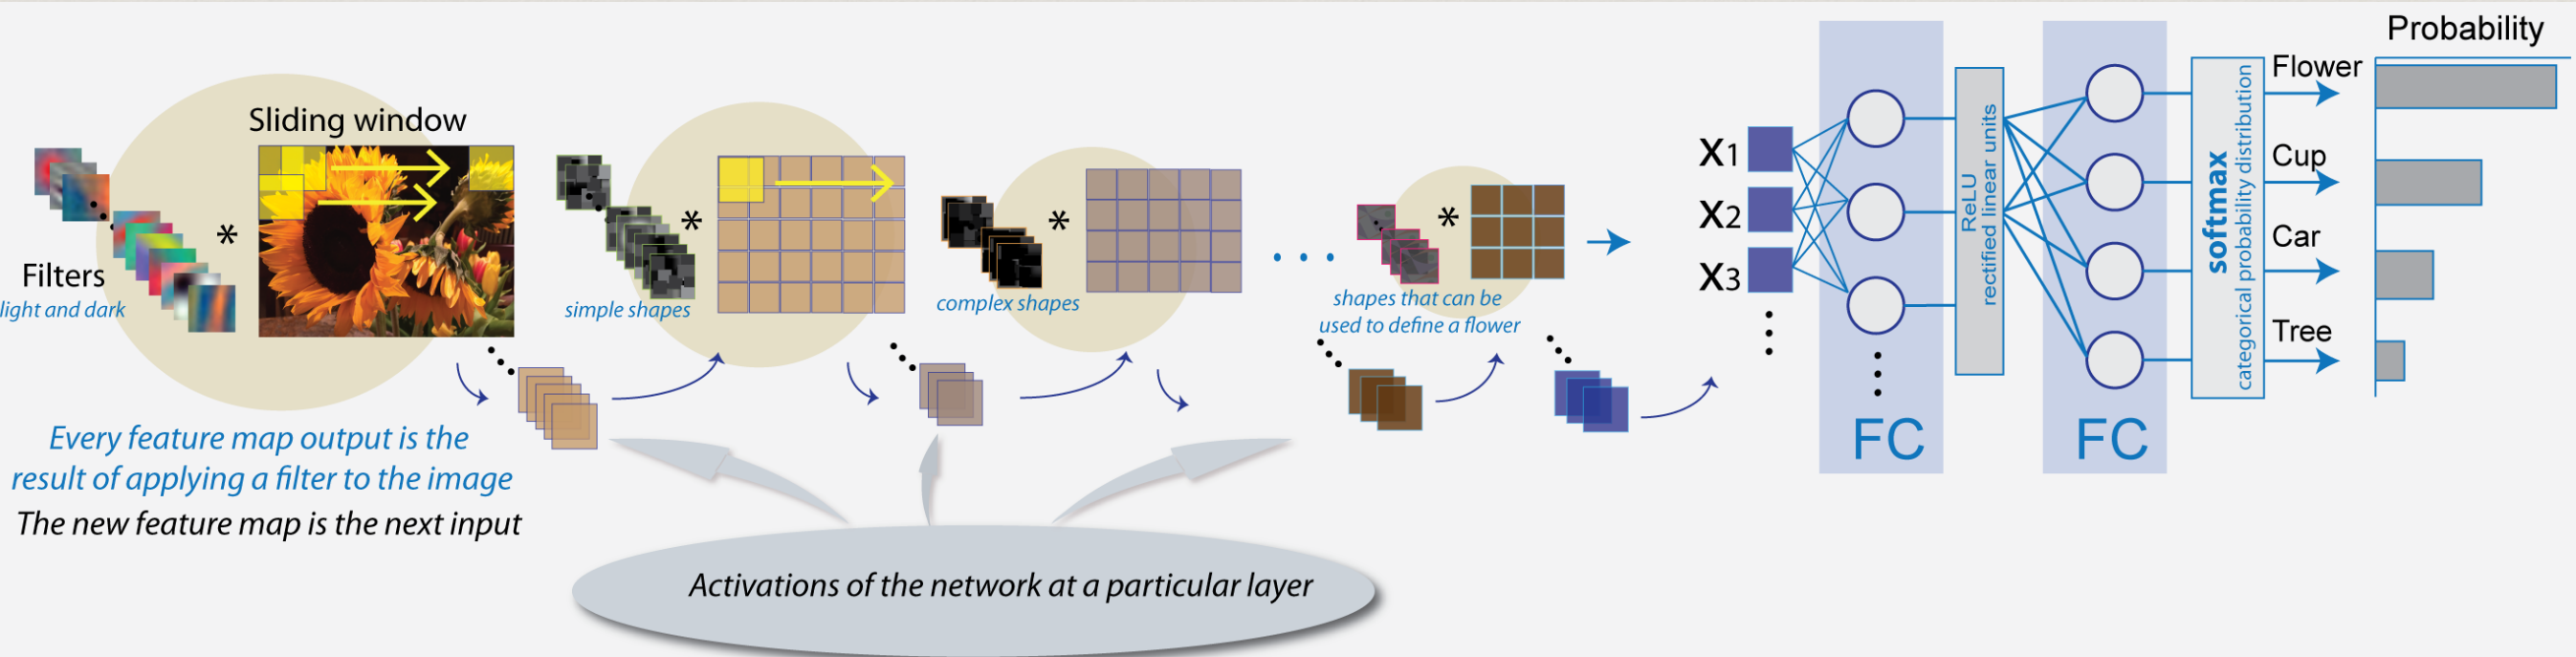 Sliding window
*
Filters
light and dark
*
simple shapes
*
complex shapes
*
shapes that can be
used to define a flower
Every feature map output is the
result of applying a filter to the image
The new feature map is the next input
Activations of the network at a particular layer
X1
X2
X3
FC
ReLU
rectified linear units
FC
softmax
categorical probability distribution
Probability
Flower
Cup
Car
Tree